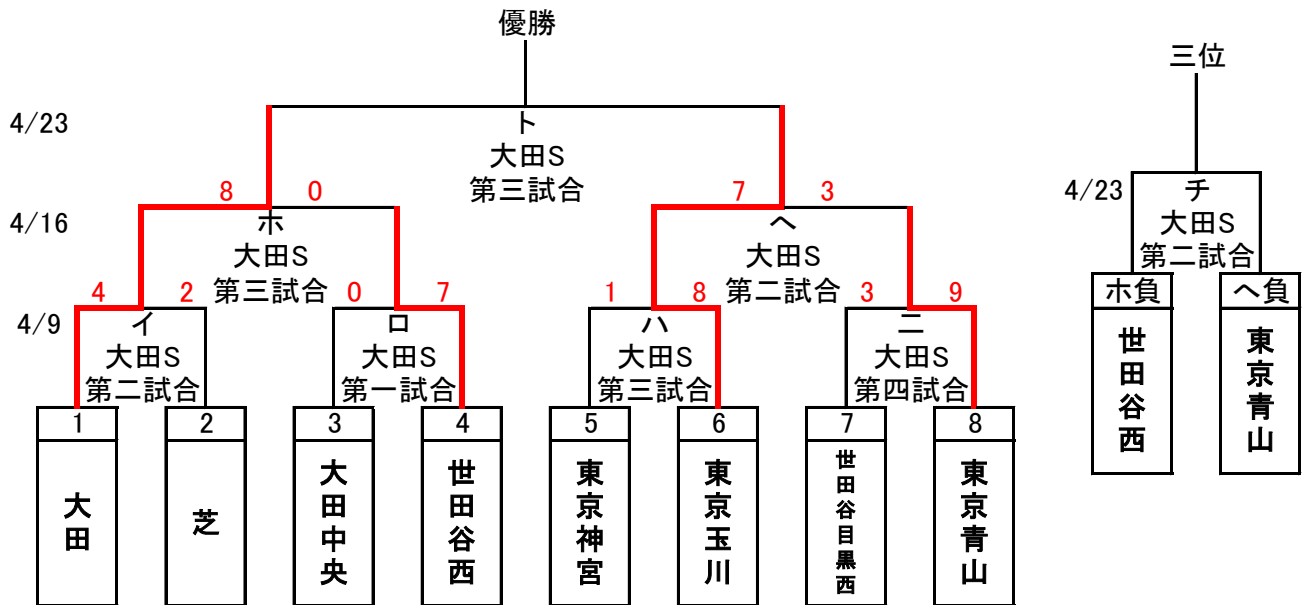 優勝
三位
4/23
ト
大田S
第三試合
4/23
チ
大田S
第二試合
8 0
7 3
4/16
ホ
大田S
第三試合
ヘ
大田S
第二試合
ホ負
ヘ負
世田谷西
東京青山
4 2
0 7
1 8
3 9
4/9
イ
大田S
第二試合
ロ
大田S
第一試合
ハ
大田S
第三試合
ニ
大田S
第四試合
1 2 3 4 5 6 7 8
大田
芝
大田中央
世田谷西
東京神宮
東京玉川
世田谷目黒西
東京青山